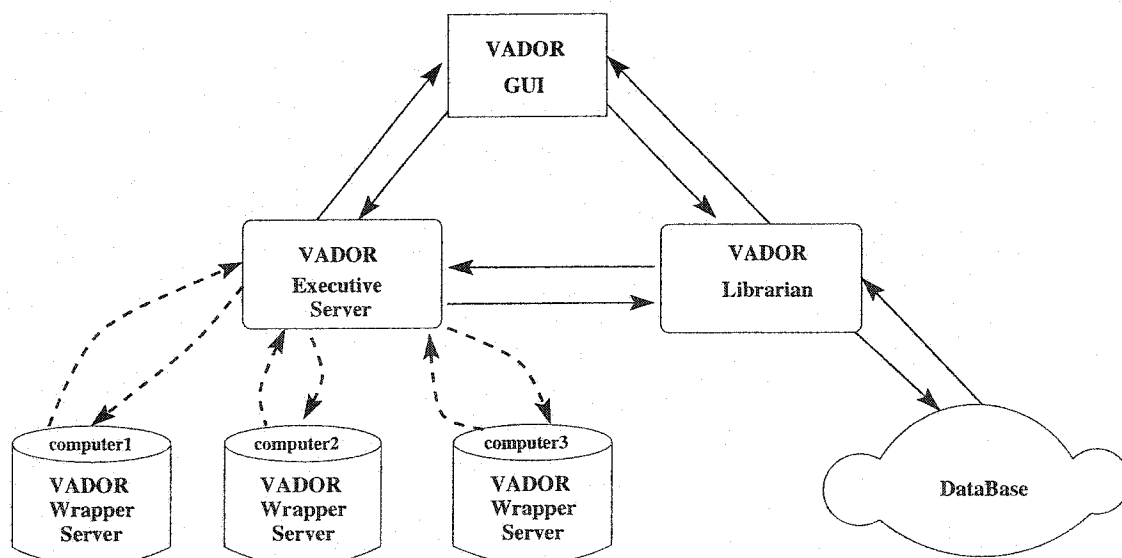 VADOR
GUI
VADOR
Executive
Server
VADOR
Librarian
computer1
VADOR
Wrapper
Server
computer2
VADOR
Wrapper
Server
computer3
VADOR
Wrapper
Server
DataBase